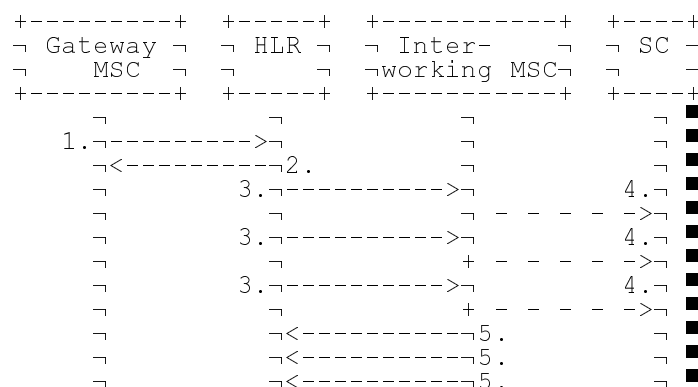 +---------+ +-----+ +-----------+ +----+
¬ Gateway ¬ ¬ HLR ¬ ¬ Inter- ¬ ¬ SC ¬
¬ MSC ¬ ¬ ¬ ¬working MSC¬ ¬ ¬
+---------+ +-----+ +-----------+ +----+
¬ ¬ ¬ ¬
1.¬--------->¬ ¬ ¬
¬<---------¬2. ¬ ¬
¬ 3.¬---------->¬ 4.¬
¬ ¬ ¬ - - - - ->¬
¬ 3.¬---------->¬ 4.¬
¬ ¬ + - - - - ->¬
¬ 3.¬---------->¬ 4.¬
¬ ¬ + - - - - ->¬
¬ ¬<----------¬5. ¬
¬ ¬<----------¬5. ¬
¬ ¬<----------¬5. ¬